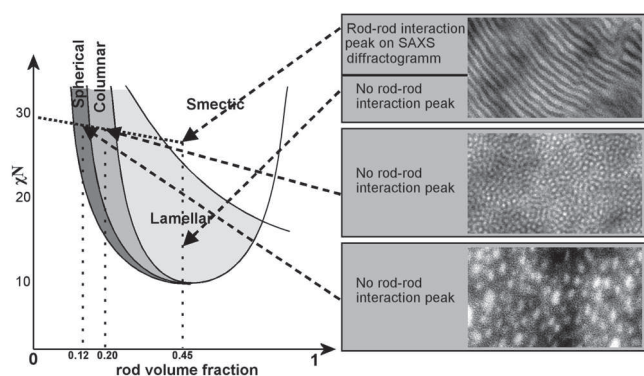 Rod-rod interaction
peak on SAXS
diffractogramm
No rod-rod
interaction peak
No rod-rod
interaction peak
No rod-rod
interaction peak
Spherical
Columnar
Smectic
Lamellar
χN
30
20
10
0
0.12
0.20
0.45
1
rod volume fraction